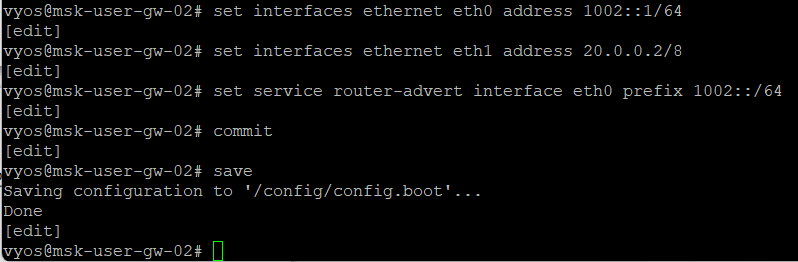 vyos@msk-user-gw-02# set interfaces ethernet eth0 address 1002::1/64
[edit]
vyos@msk-user-gw-02# set interfaces ethernet eth1 address 20.0.0.2/8
[edit]
vyos@msk-user-gw-02# set service router-advert interface eth0 prefix 1002::/64
[edit]
vyos@msk-user-gw-02# commit
[edit]
vyos@msk-user-gw-02# save
Saving configuration to '/config/config.boot'...
Done
[edit]
vyos@msk-user-gw-02#